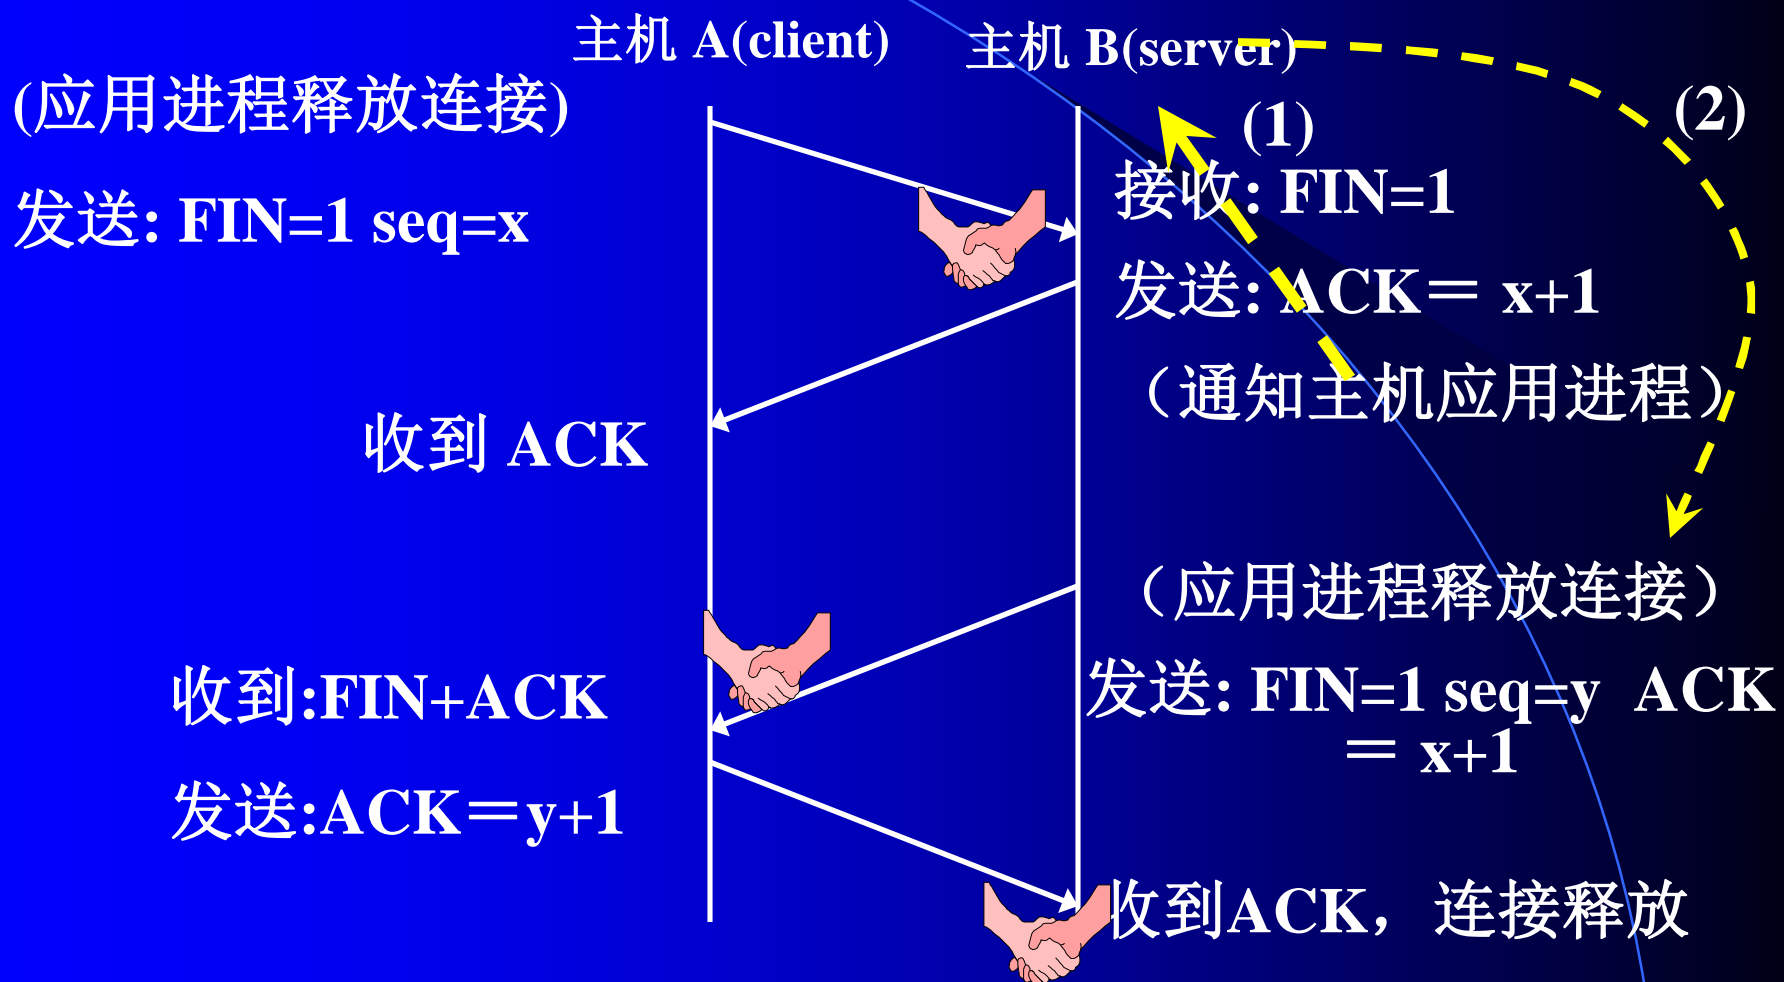 主机 A(client)
主机 B(server)
(应用进程释放连接)
(1)
(2)
发送: FIN=1 seq=x
接收: FIN=1
发送: ACK＝ x+1
（通知主机应用进程）
收到 ACK
（应用进程释放连接）
收到:FIN+ACK
发送: FIN=1 seq=y ACK
＝ x+1
发送:ACK＝y+1
收到ACK，连接释放